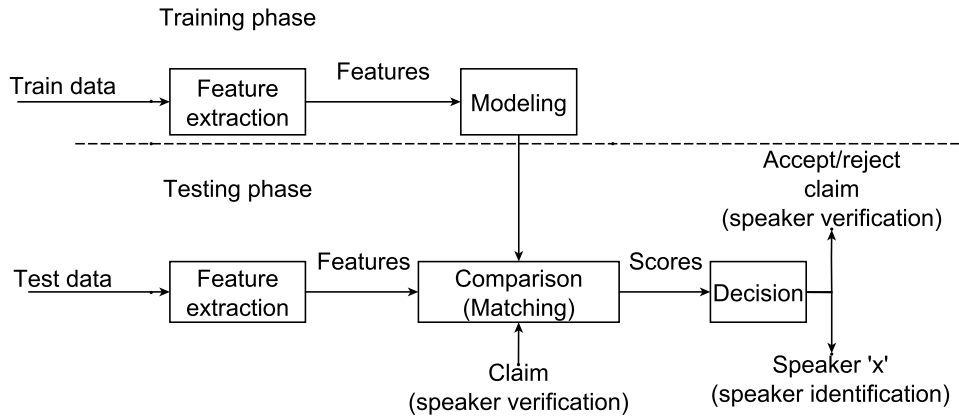 Training phase
Train data
Feature
extraction
Features
Modeling
Testing phase
Accept/reject
claim
(speaker verification)
Test data
Feature
extraction
Features
Comparison
(Matching)
Scores
Decision
Claim
(speaker verification)
Speaker 'x'
(speaker identification)